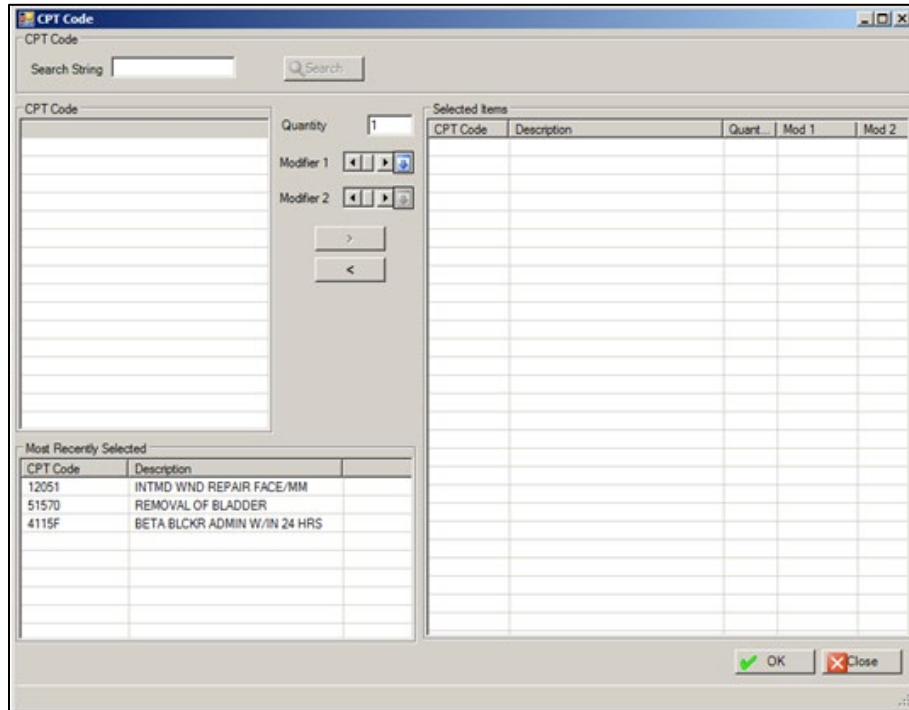 CPT Code
CPT Code
Search String
Search
CPT Code
Quantity 1
Modifier 1
Modifier 2
>
<
Selected Items
CPT Code Description Quant... Mod 1 Mod 2
Most Recently Selected
CPT Code Description
12051 INTMD WND REPAIR FACE/MM
51570 REMOVAL OF BLADDER
4115F BETA BLCKR ADMIN W/IN 24 HRS
OK Close